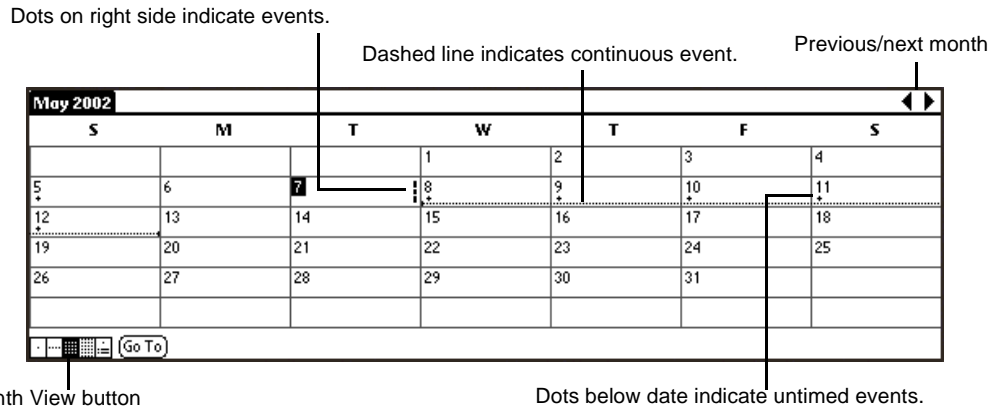 Dots on right side indicate events.
Dashed line indicates continuous event.
Previous/next month
May 2002
S M T W T F S
1 2 3 4
5 6 7 8 9 10 11
12 13 14 15 16 17 18
19 20 21 22 23 24 25
26 27 28 29 30 31
Go To
nth View button
Dots below date indicate untimed events.